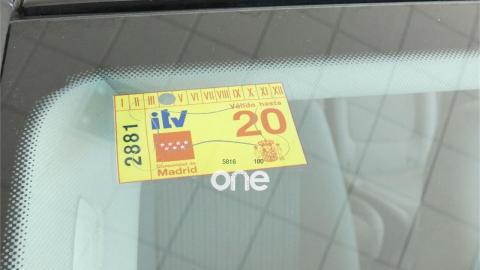 I II III V VI VII VIII IX X XI XII
Válido hasta
itv
20
2881
Comunidad de
Madrid
5816 100
one